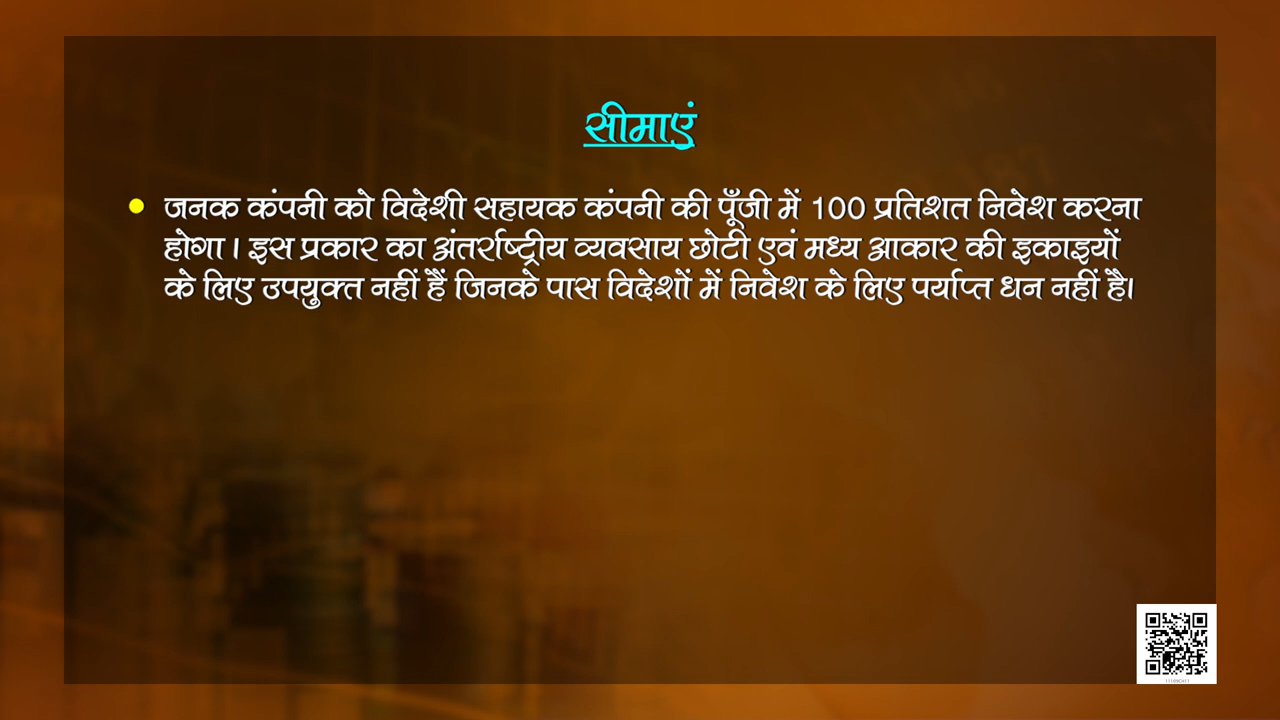 सीमाएं
• जनक कंपनी को विदेशी सहायक कंपनी की पूँजी में 100 प्रतिशत निवेश करना
होगा। इस प्रकार का अंतर्राष्ट्रीय व्यवसाय छोटी एवं मध्य आकार की इकाइयों
के लिए उपयुक्त नहीं हैं जिनके पास विदेशों में निवेश के लिए पर्याप्त धन नहीं है।